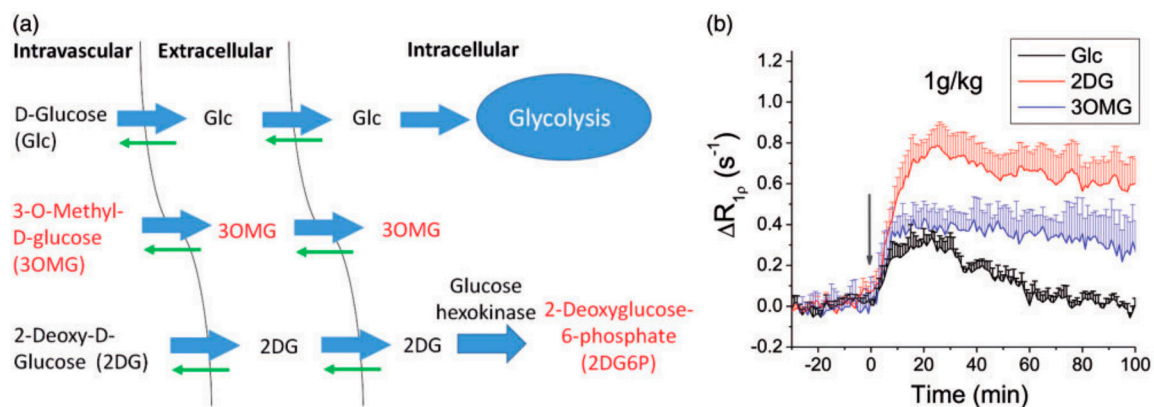 (a)
Intravascular Extracellular Intracellular
D-Glucose
(Glc)
Glc
Glc
Glycolysis
3-O-Methyl-
D-glucose
(3OMG)
3OMG
3OMG
2-Deoxy-D-
Glucose (2DG)
2DG
2DG
Glucose
hexokinase
2-Deoxyglucose-
6-phosphate
(2DG6P)
(b)
1g/kg
Glc
2DG
3OMG
ΔR1ρ (s⁻¹)
1.2
1.0
0.8
0.6
0.4
0.2
0.0
-0.2
-20 0 20 40 60 80 100
Time (min)